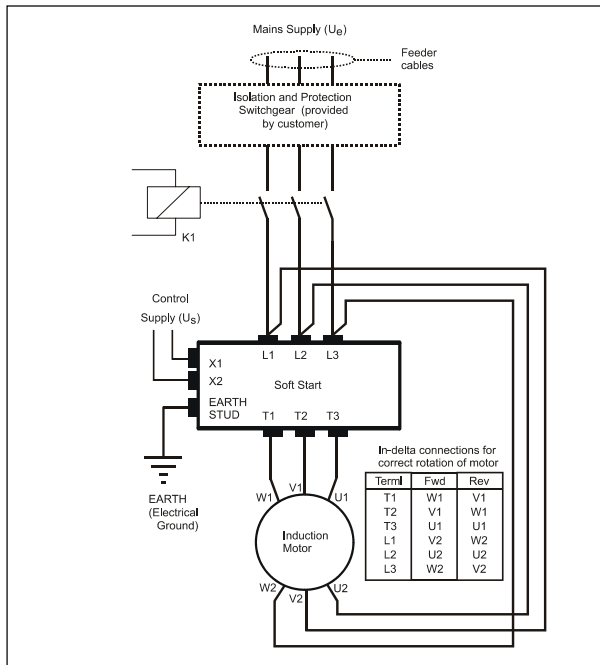 Mains Supply (Ue)
Feeder
cables
Isolation and Protection
Switchgear (provided
by customer)
K1
Control
Supply (Us)
L1 L2 L3
X1
X2
Soft Start
EARTH
STUD
T1 T2 T3
EARTH
(Electrical
Ground)
W1 V1 U1
Induction
Motor
W2 V2 U2
In-delta connections for
correct rotation of motor
Terml Fwd Rev
T1 W1 V1
T2 V1 W1
T3 U1 U1
L1 V2 W2
L2 U2 U2
L3 W2 V2